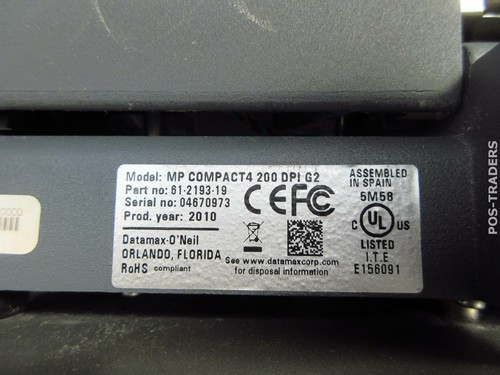 Model: MP COMPACT4 200 DPI G2
Part no: 61-2193-19
Serial no: 04670973
Prod. year: 2010
Datamax-O'Neil
ORLANDO, FLORIDA
RoHS compliant
CE FC
See www.datamaxcorp.com
for disposal information
ASSEMBLED
IN SPAIN
5M58
C UL US
LISTED
I.T.E
E156091
POS-TRADERS